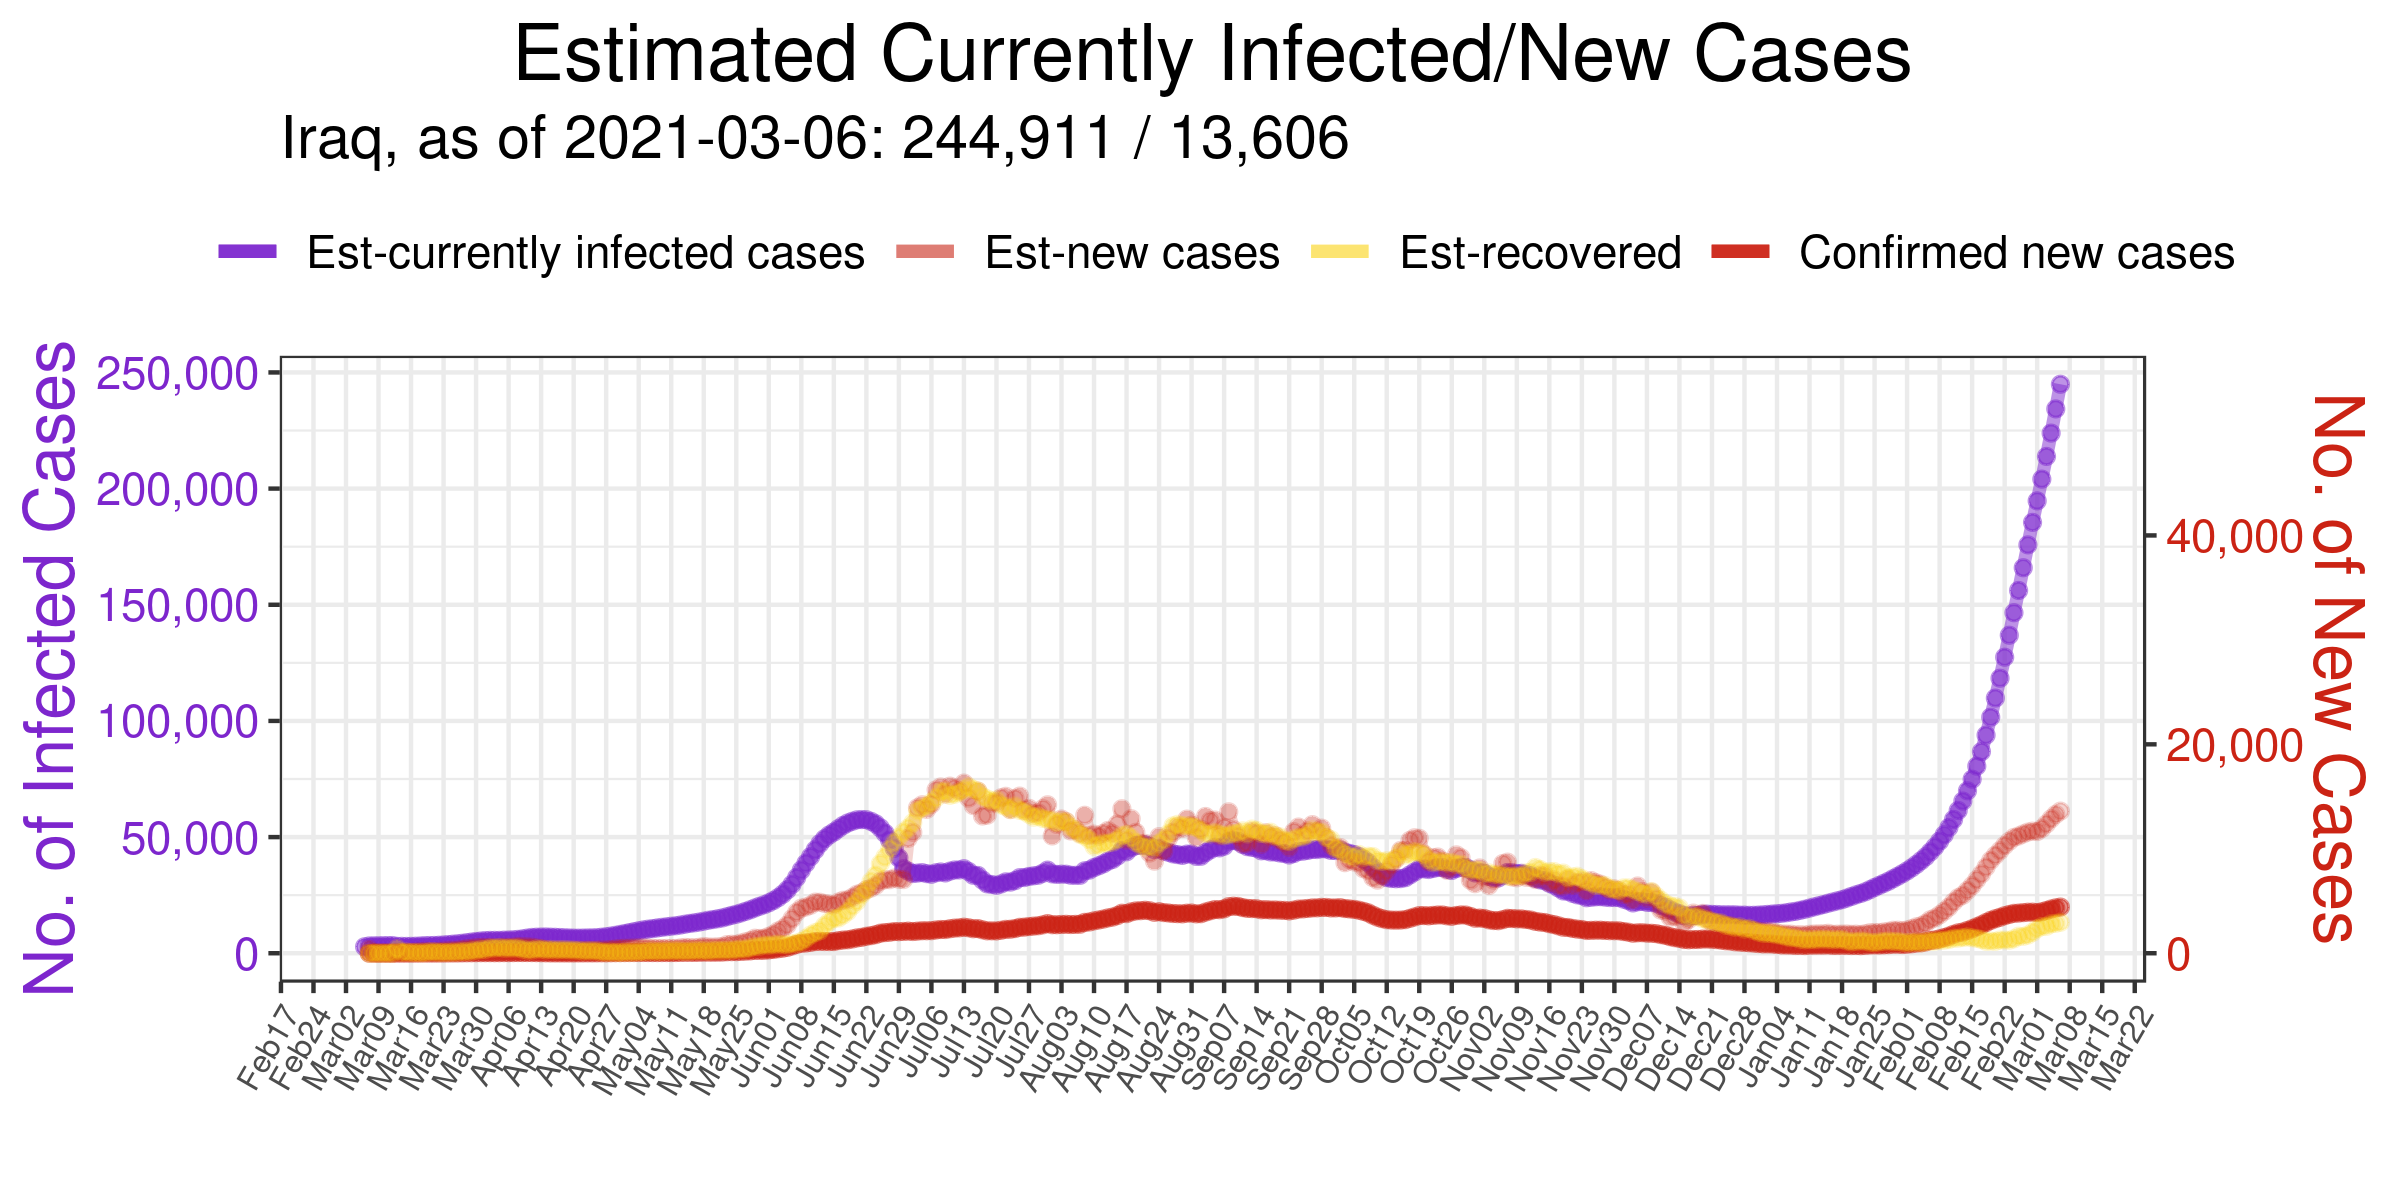 Estimated Currently Infected/New Cases
Iraq, as of 2021-03-06: 244,911 / 13,606
Est-currently infected cases Est-new cases Est-recovered Confirmed new cases
No. of Infected Cases
250,000
200,000
150,000
100,000
50,000
0
40,000
20,000
0
No. of New Cases
Feb17
Feb24
Mar02
Mar09
Mar16
Mar23
Mar30
Apr06
Apr13
Apr20
Apr27
May04
May11
May18
May25
Jun01
Jun08
Jun15
Jun22
Jun29
Jul06
Jul13
Jul20
Jul27
Aug03
Aug10
Aug17
Aug24
Aug31
Sep07
Sep14
Sep21
Sep28
Oct05
Oct12
Oct19
Oct26
Nov02
Nov09
Nov16
Nov23
Nov30
Dec07
Dec14
Dec21
Dec28
Jan04
Jan11
Jan18
Jan25
Feb01
Feb08
Feb15
Feb22
Mar01
Mar08
Mar15
Mar22